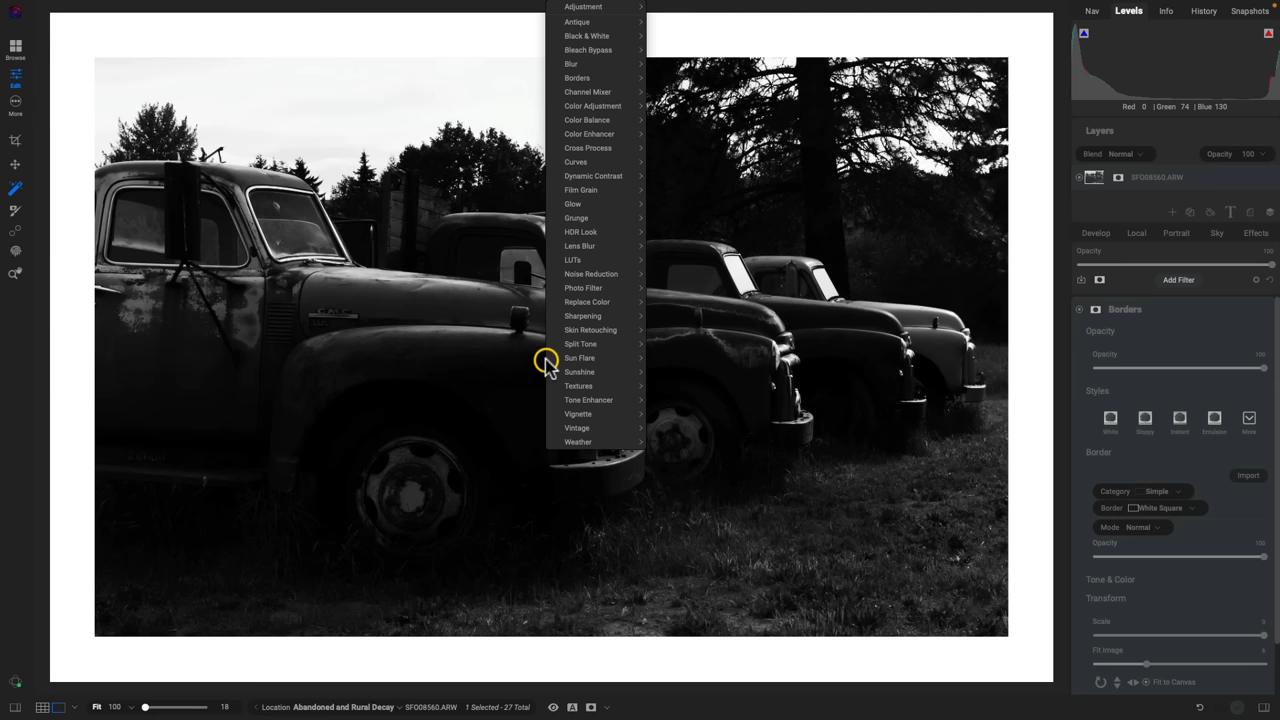 Browse
Edit
More
Adjustment
Antique
Black & White
Bleach Bypass
Blur
Borders
Channel Mixer
Color Adjustment
Color Balance
Color Enhancer
Cross Process
Curves
Dynamic Contrast
Film Grain
Glow
Grunge
HDR Look
Lens Blur
LUTs
Noise Reduction
Photo Filter
Replace Color
Sharpening
Skin Retouching
Split Tone
Sun Flare
Sunshine
Textures
Tone Enhancer
Vignette
Vintage
Weather
GMC
Nav Levels Info History Snapshots
Red 0 | Green 74 | Blue 130
Layers
Blend Normal Opacity 100
SFO08560.ARW
Develop Local Portrait Sky Effects
Opacity 100
Add Filter
Borders
Opacity
Opacity 100
Styles
White Sloppy Instant Emulsion More
Border
Import
Category Simple
Border White Square
Mode Normal
Opacity 100
Tone & Color
Transform
Scale 0
Fit Image 6
Fit to Canvas
Fit 100 18 Location Abandoned and Rural Decay SFO08560.ARW 1 Selected - 27 Total